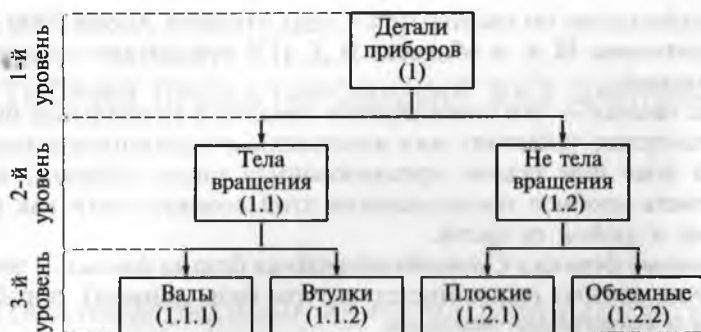 1-й
уровень
Детали
приборов
(1)
2-й
уровень
Тела
вращения
(1.1)
Не тела
вращения
(1.2)
3-й
уровень
Валы
(1.1.1)
Втулки
(1.1.2)
Плоские
(1.2.1)
Объемные
(1.2.2)